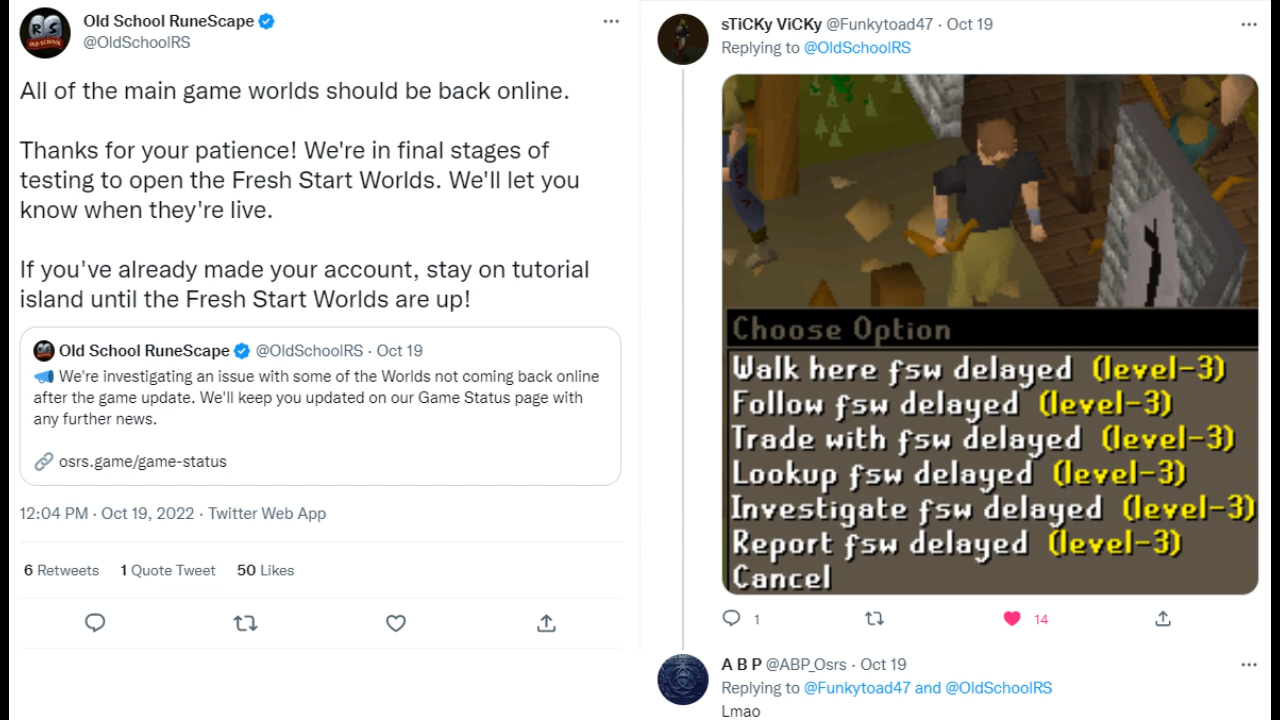 Old School RuneScape
@OldSchoolRS
All of the main game worlds should be back online.
Thanks for your patience! We're in final stages of
testing to open the Fresh Start Worlds. We'll let you
know when they're live.
If you've already made your account, stay on tutorial
island until the Fresh Start Worlds are up!
Old School RuneScape @OldSchoolRS · Oct 19
We're investigating an issue with some of the Worlds not coming back online
after the game update. We'll keep you updated on our Game Status page with
any further news.
osrs.game/game-status
12:04 PM · Oct 19, 2022 · Twitter Web App
6 Retweets 1 Quote Tweet 50 Likes
sTiCKy ViCKy @Funkytoad47 · Oct 19
Replying to @OldSchoolRS
Choose Option
Walk here fsw delayed (level-3)
Follow fsw delayed (level-3)
Trade with fsw delayed (level-3)
Lookup fsw delayed (level-3)
Investigate fsw delayed (level-3)
Report fsw delayed (level-3)
Cancel
1 14
A B P @ABP_Osrs · Oct 19
Replying to @Funkytoad47 and @OldSchoolRS
Lmao